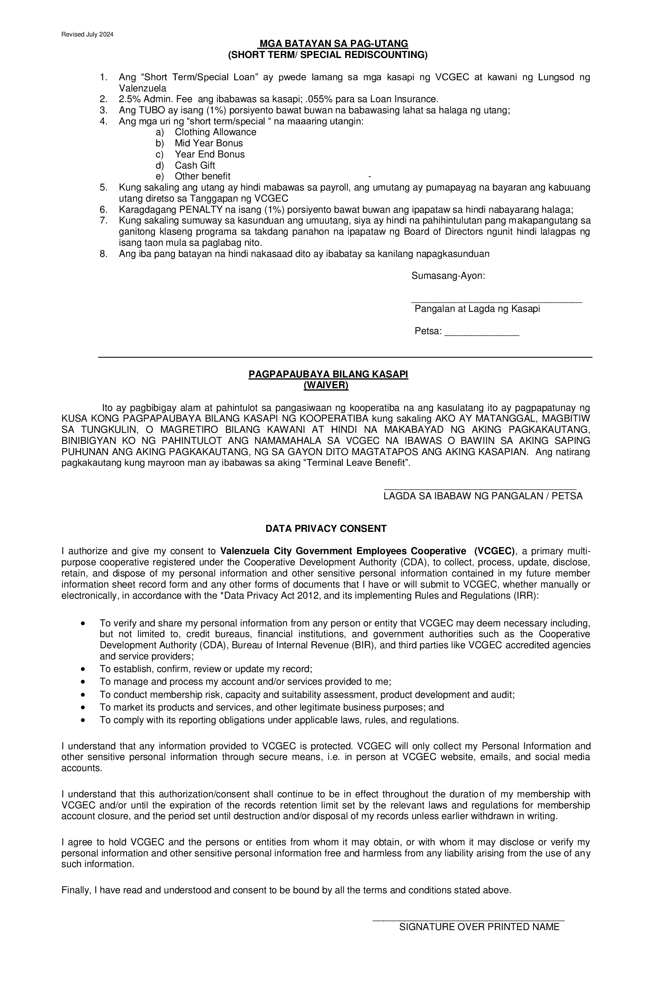 Revised July 2024
MGA BATAYAN SA PAG-UTANG
(SHORT TERM/ SPECIAL REDISCOUNTING)
1. Ang “Short Term/Special Loan” ay pwede lamang sa mga kasapi ng VCGEC at kawani ng Lungsod ng
Valenzuela
2. 2.5% Admin. Fee ang ibabawas sa kasapi; .055% para sa Loan Insurance.
3. Ang TUBO ay isang (1%) porsiyento bawat buwan na babawasing lahat sa halaga ng utang;
4. Ang mga uri ng “short term/special “ na maaaring utangin:
a) Clothing Allowance
b) Mid Year Bonus
c) Year End Bonus
d) Cash Gift
e) Other benefit -
5. Kung sakaling ang utang ay hindi mabawas sa payroll, ang umutang ay pumapayag na bayaran ang kabuuang
utang diretso sa Tanggapan ng VCGEC
6. Karagdagang PENALTY na isang (1%) porsiyento bawat buwan ang ipapataw sa hindi nabayarang halaga;
7. Kung sakaling sumuway sa kasunduan ang umuutang, siya ay hindi na pahihintulutan pang makapangutang sa
ganitong klaseng programa sa takdang panahon na ipapataw ng Board of Directors ngunit hindi lalagpas ng
isang taon mula sa paglabag nito.
8. Ang iba pang batayan na hindi nakasaad dito ay ibabatay sa kanilang napagkasunduan
Sumasang-Ayon:
________________________________
Pangalan at Lagda ng Kasapi
Petsa: ______________
PAGPAPAUBAYA BILANG KASAPI
(WAIVER)
Ito ay pagbibigay alam at pahintulot sa pangasiwaan ng kooperatiba na ang kasulatang ito ay pagpapatunay ng
KUSA KONG PAGPAPAUBAYA BILANG KASAPI NG KOOPERATIBA kung sakaling AKO AY MATANGGAL, MAGBITIW
SA TUNGKULIN, O MAGRETIRO BILANG KAWANI AT HINDI NA MAKABAYAD NG AKING PAGKAKAUTANG,
BINIBIGYAN KO NG PAHINTULOT ANG NAMAMAHALA SA VCGEC NA IBAWAS O BAWIIN SA AKING SAPING
PUHUNAN ANG AKING PAGKAKAUTANG, NG SA GAYON DITO MAGTATAPOS ANG AKING KASAPIAN. Ang natirang
pagkakautang kung mayroon man ay ibabawas sa aking “Terminal Leave Benefit”.
____________________________________
LAGDA SA IBABAW NG PANGALAN / PETSA
DATA PRIVACY CONSENT
I authorize and give my consent to Valenzuela City Government Employees Cooperative (VCGEC), a primary multi-
purpose cooperative registered under the Cooperative Development Authority (CDA), to collect, process, update, disclose,
retain, and dispose of my personal information and other sensitive personal information contained in my future member
information sheet record form and any other forms of documents that I have or will submit to VCGEC, whether manually or
electronically, in accordance with the *Data Privacy Act 2012, and its implementing Rules and Regulations (IRR):
• To verify and share my personal information from any person or entity that VCGEC may deem necessary including,
but not limited to, credit bureaus, financial institutions, and government authorities such as the Cooperative
Development Authority (CDA), Bureau of Internal Revenue (BIR), and third parties like VCGEC accredited agencies
and service providers;
• To establish, confirm, review or update my record;
• To manage and process my account and/or services provided to me;
• To conduct membership risk, capacity and suitability assessment, product development and audit;
• To market its products and services, and other legitimate business purposes; and
• To comply with its reporting obligations under applicable laws, rules, and regulations.
I understand that any information provided to VCGEC is protected. VCGEC will only collect my Personal Information and
other sensitive personal information through secure means, i.e. in person at VCGEC website, emails, and social media
accounts.
I understand that this authorization/consent shall continue to be in effect throughout the duration of my membership with
VCGEC and/or until the expiration of the records retention limit set by the relevant laws and regulations for membership
account closure, and the period set until destruction and/or disposal of my records unless earlier withdrawn in writing.
I agree to hold VCGEC and the persons or entities from whom it may obtain, or with whom it may disclose or verify my
personal information and other sensitive personal information free and harmless from any liability arising from the use of any
such information.
Finally, I have read and understood and consent to be bound by all the terms and conditions stated above.
____________________________________
SIGNATURE OVER PRINTED NAME